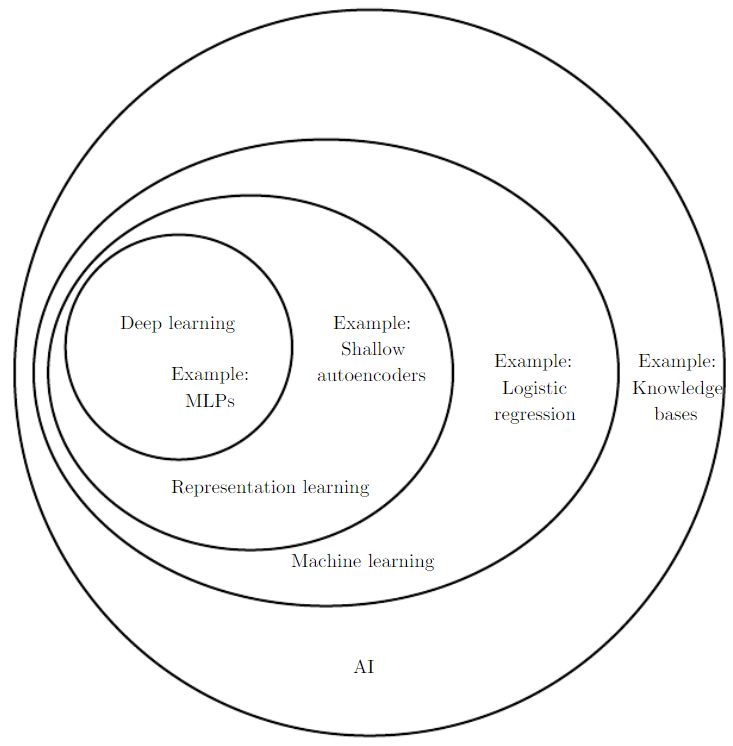 Deep learning
Example:
MLPs
Example:
Shallow
autoencoders
Example:
Logistic
regression
Example:
Knowledge
bases
Representation learning
Machine learning
AI